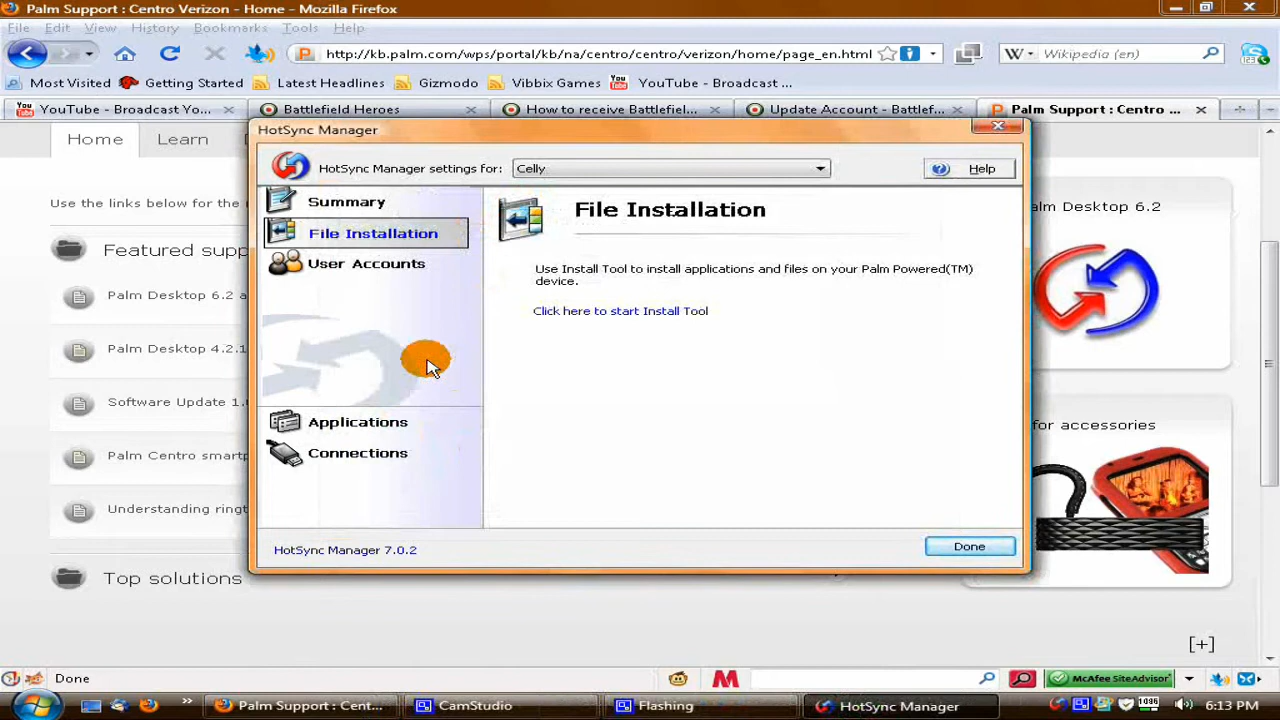 Palm Support : Centro Verizon - Home - Mozilla Firefox
File Edit View History Bookmarks Tools Help
http://kb.palm.com/wps/portal/kb/na/centro/centro/verizon/home/page_en.html
Wikipedia (en)
Most Visited Getting Started Latest Headlines Gizmodo Vibbix Games YouTube - Broadcast ...
YouTube - Broadcast Yo... Battlefield Heroes How to receive Battlefiel... Update Account - Battlef... Palm Support : Centro ...
HotSync Manager
Home Learn
HotSync Manager settings for: Celly Help
Summary
File Installation
User Accounts
Applications
Connections
File Installation
Use Install Tool to install applications and files on your Palm Powered(TM)
device.
Click here to start Install Tool
HotSync Manager 7.0.2
Done
Use the links below for the
Featured supp
Palm Desktop 6.2 a
Palm Desktop 4.2.1
Software Update 1.
Palm Centro smartp
Understanding ringt
Top solutions
alm Desktop 6.2
for accessories
[+]
Done
McAfee SiteAdvisor
Palm Support : Cent... CamStudio Flashing HotSync Manager
6:13 PM